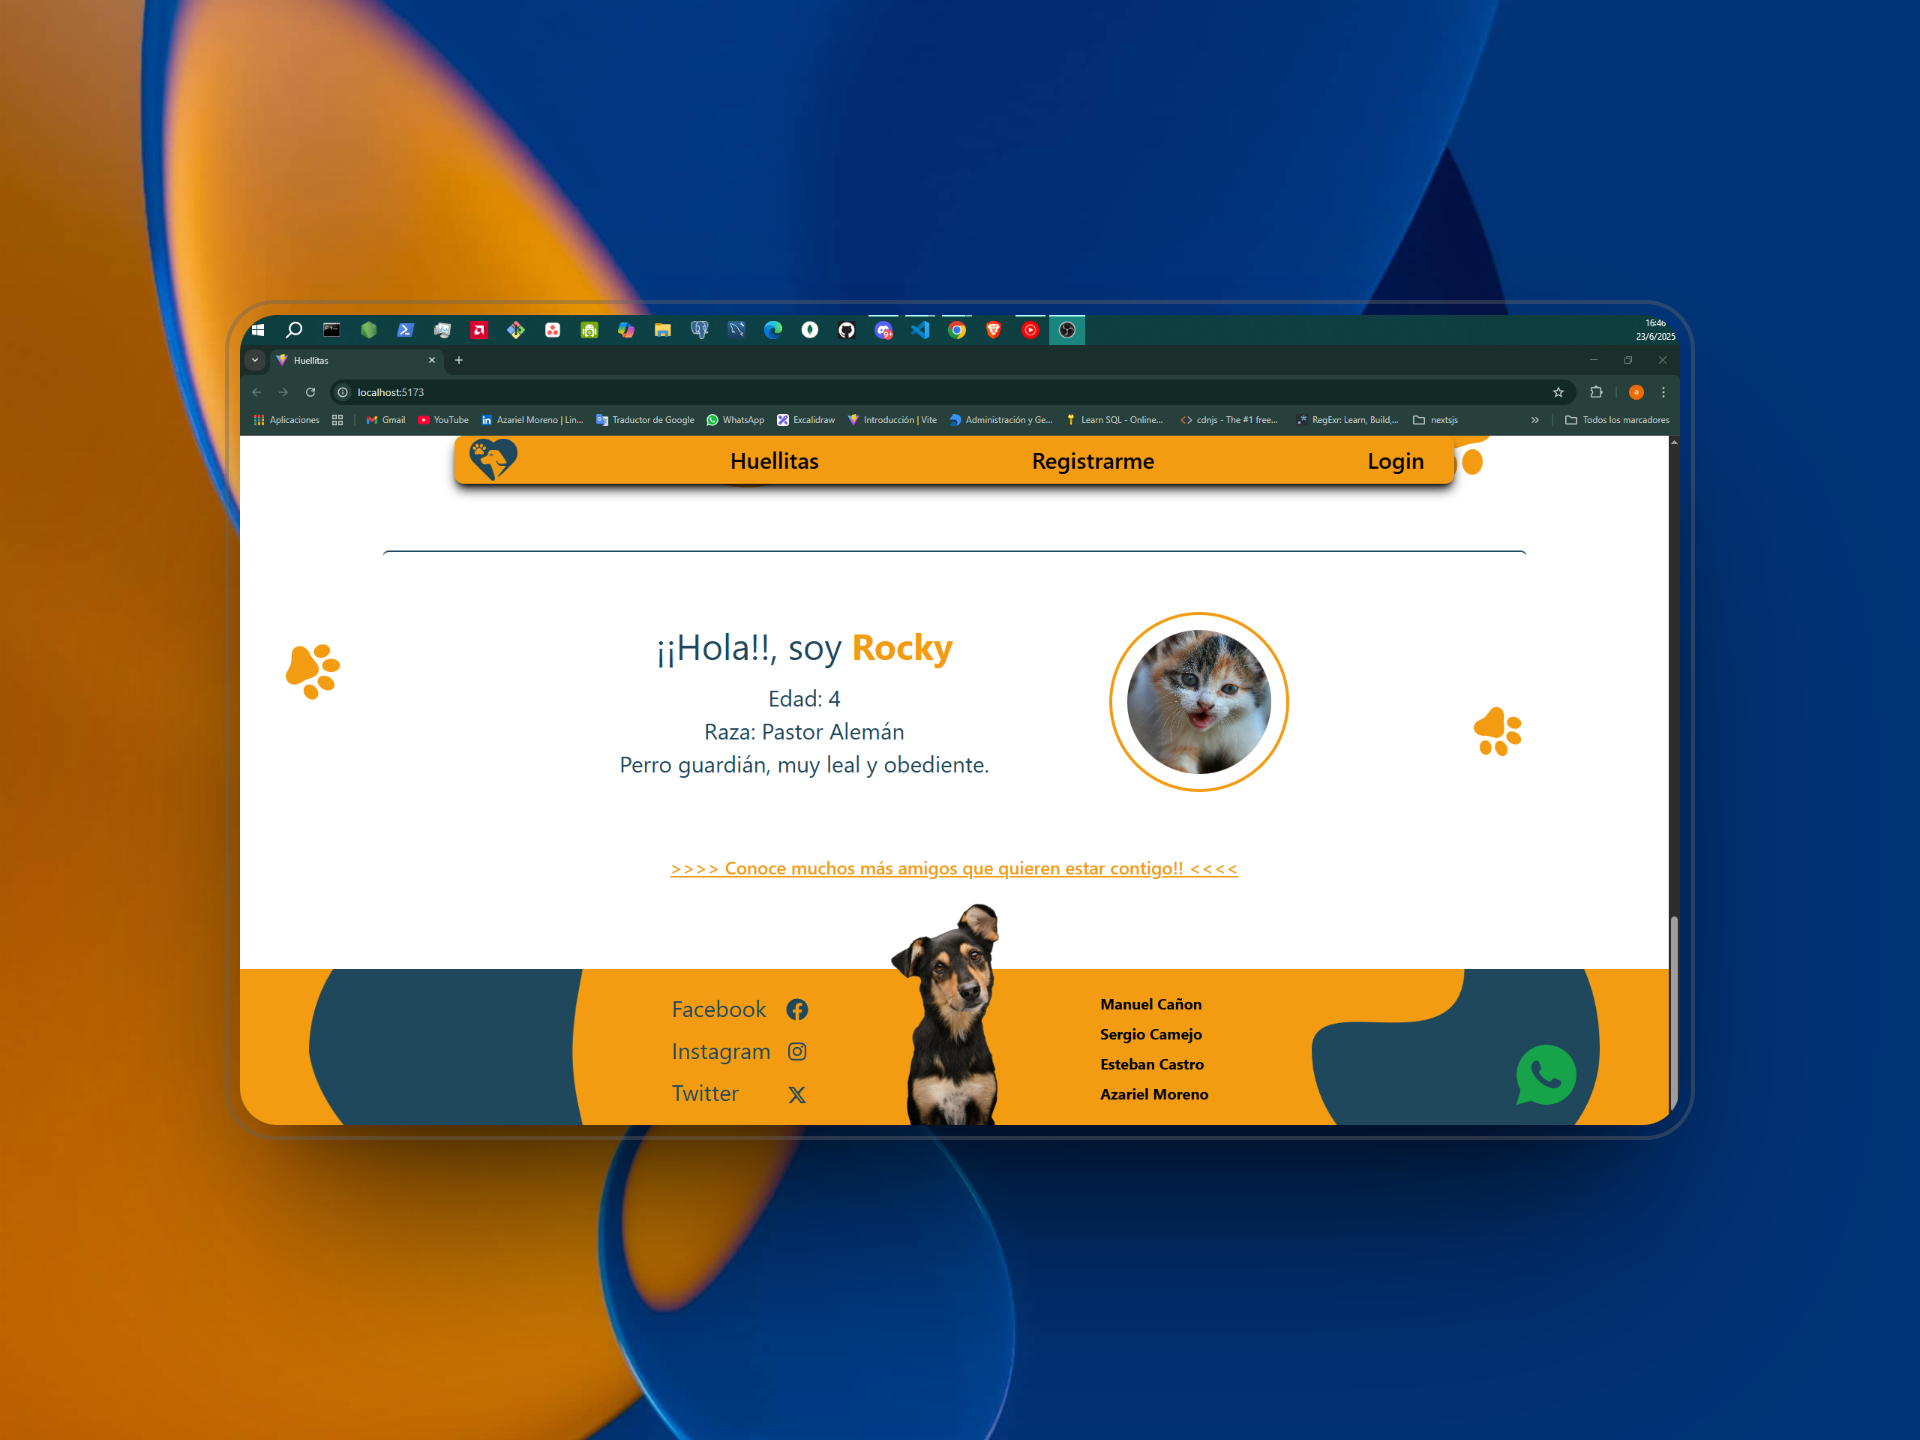 16:46
23/6/2025
Huellitas
localhost:5173
Aplicaciones
Gmail
YouTube
Azariel Moreno | Lin...
Traductor de Google
WhatsApp
Excalidraw
Introducción | Vite
Administración y Ge...
Learn SQL - Online...
cdnjs - The #1 free...
RegExr: Learn, Build,...
nextsjs
Todos los marcadores
Huellitas
Registrarme
Login
¡¡Hola!!, soy Rocky
Edad: 4
Raza: Pastor Alemán
Perro guardián, muy leal y obediente.
>>>> Conoce muchos más amigos que quieren estar contigo!! <<<<
Facebook
Instagram
Twitter
Manuel Cañon
Sergio Camejo
Esteban Castro
Azariel Moreno